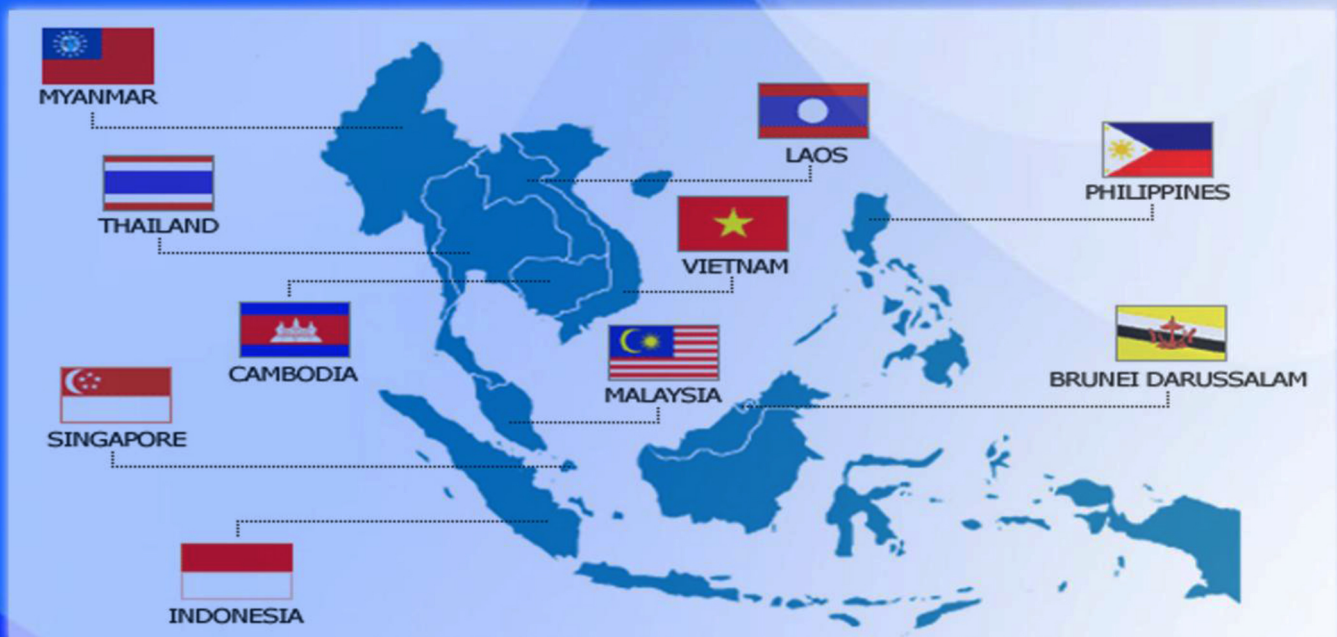 MYANMAR
LAOS
PHILIPPINES
THAILAND
VIETNAM
CAMBODIA
MALAYSIA
BRUNEI DARUSSALAM
SINGAPORE
INDONESIA